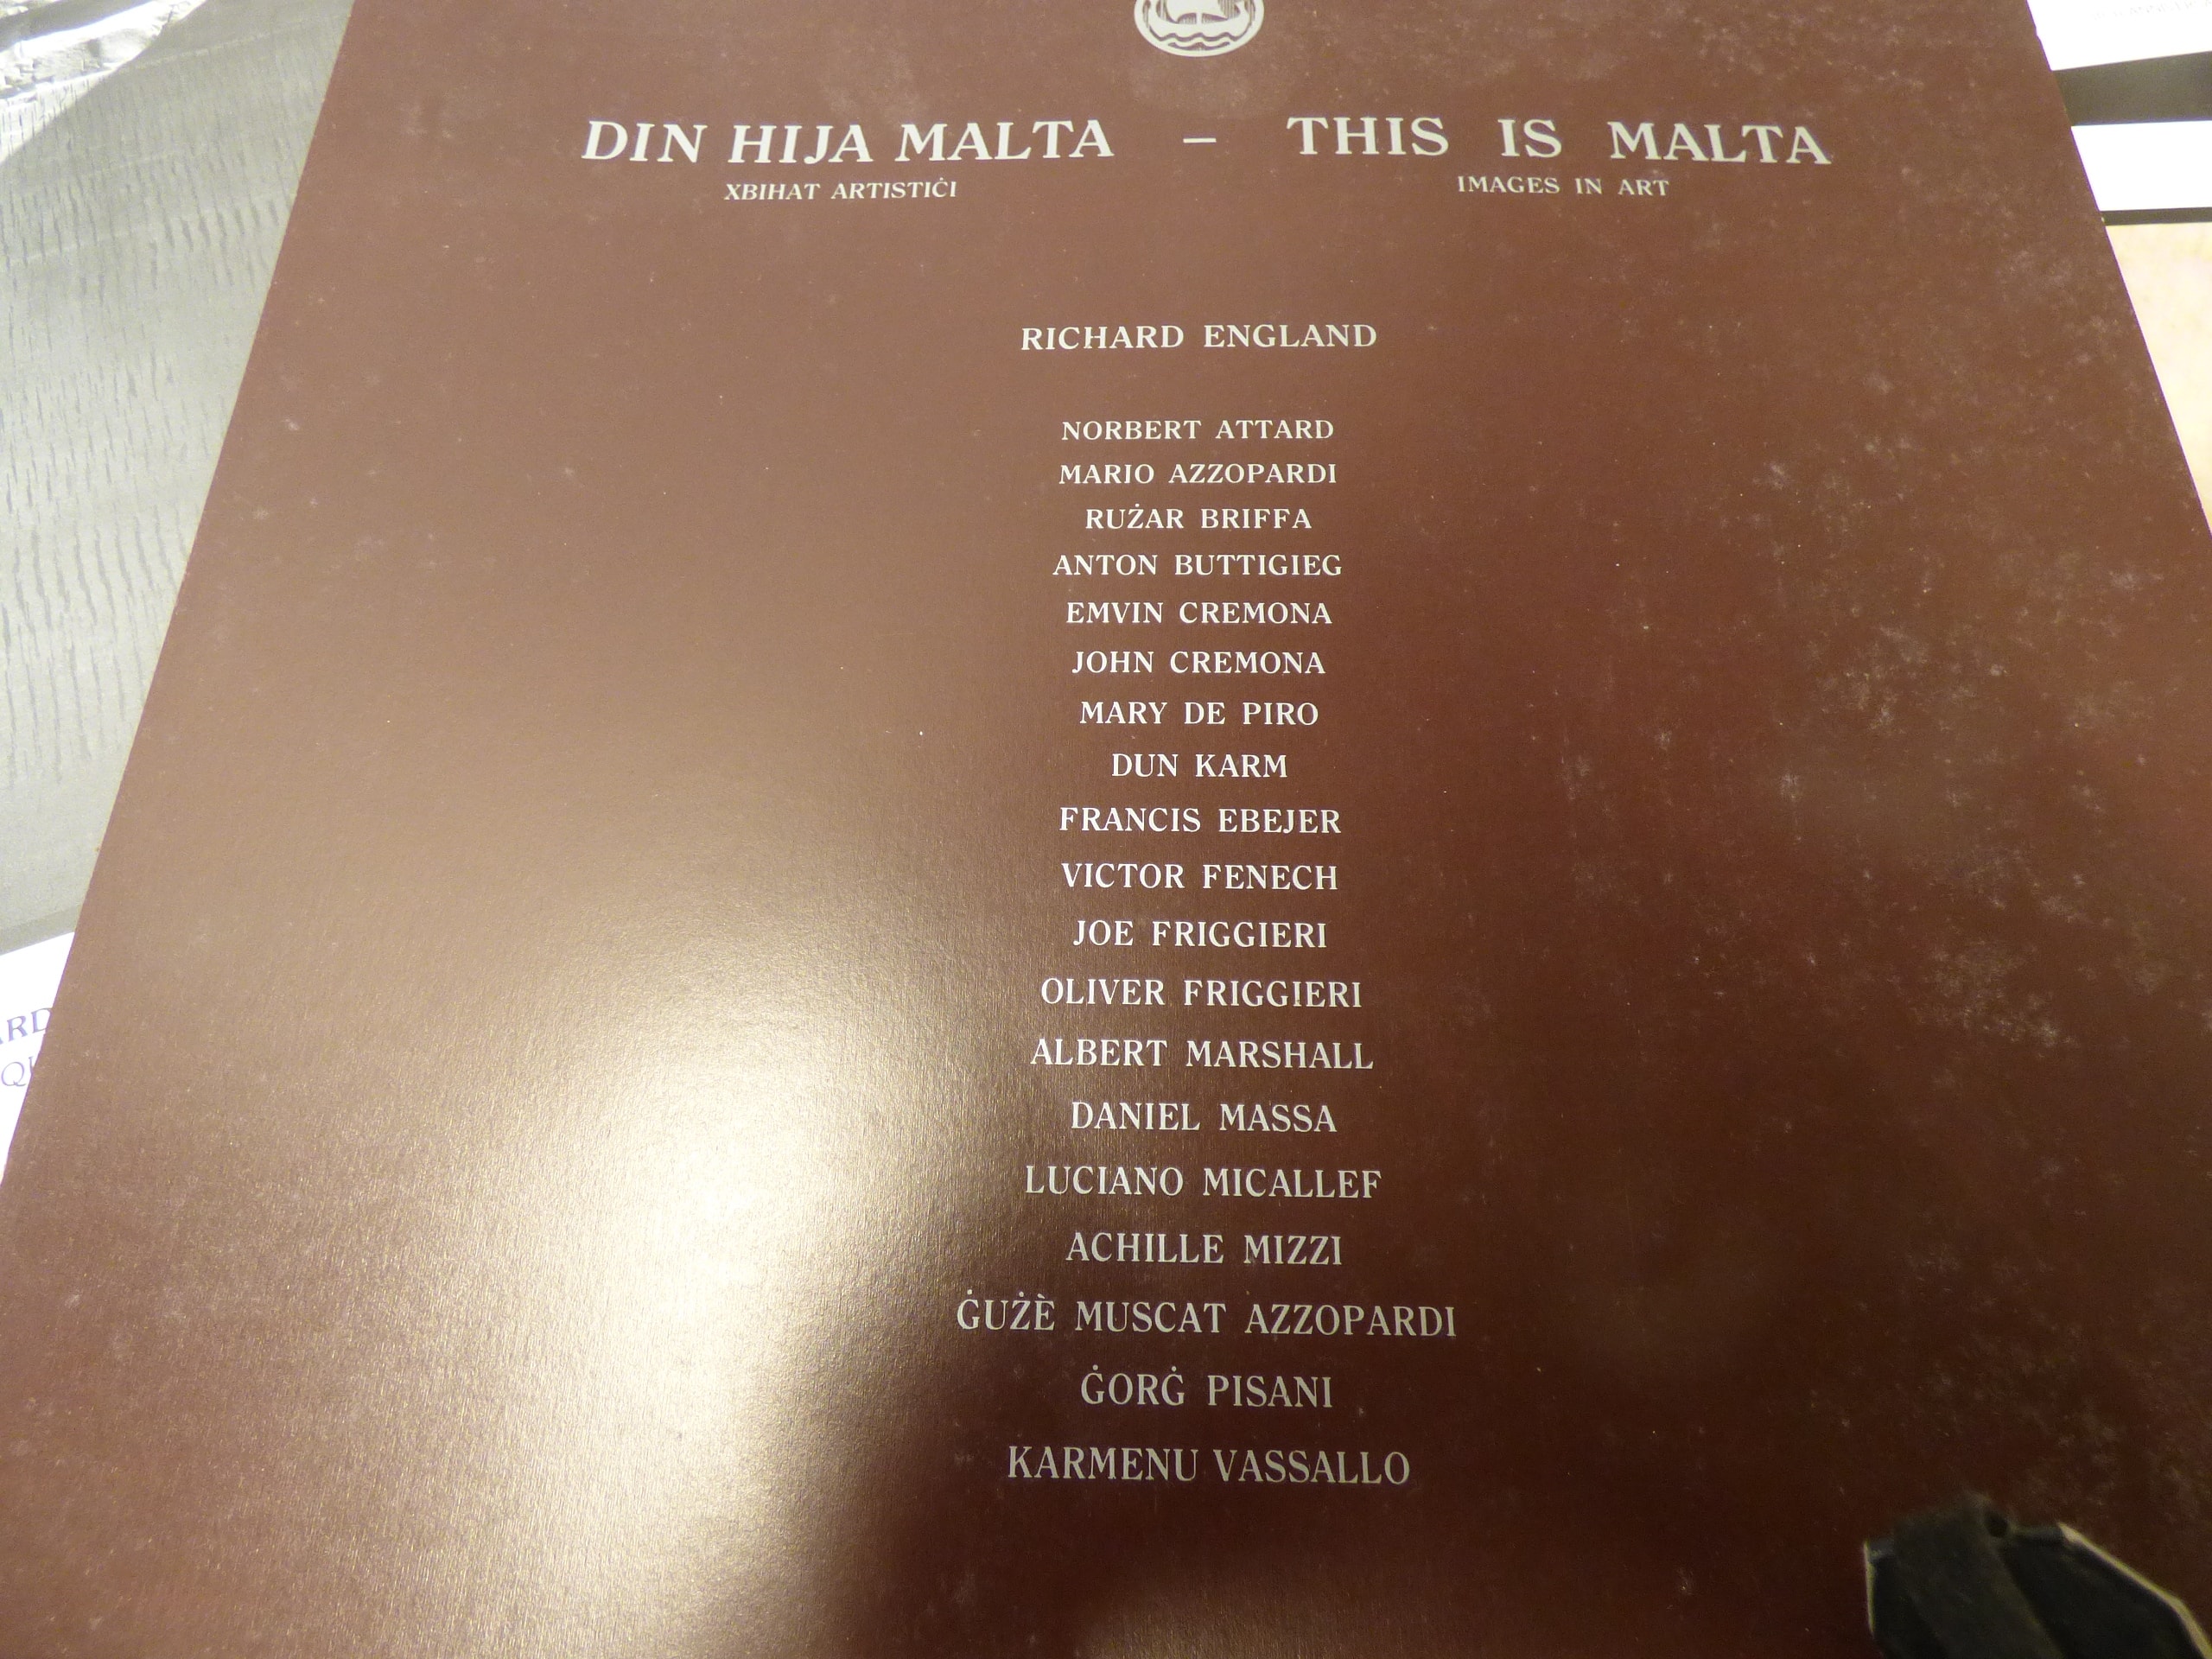 DIN HIJA MALTA – THIS IS MALTA
XBIHAT ARTISTIĊI IMAGES IN ART
RICHARD ENGLAND
NORBERT ATTARD
MARIO AZZOPARDI
RUŻAR BRIFFA
ANTON BUTTIGIEG
EMVIN CREMONA
JOHN CREMONA
MARY DE PIRO
DUN KARM
FRANCIS EBEJER
VICTOR FENECH
JOE FRIGGIERI
OLIVER FRIGGIERI
ALBERT MARSHALL
DANIEL MASSA
LUCIANO MICALLEF
ACHILLE MIZZI
ĠUŻÈ MUSCAT AZZOPARDI
ĠORĠ PISANI
KARMENU VASSALLO